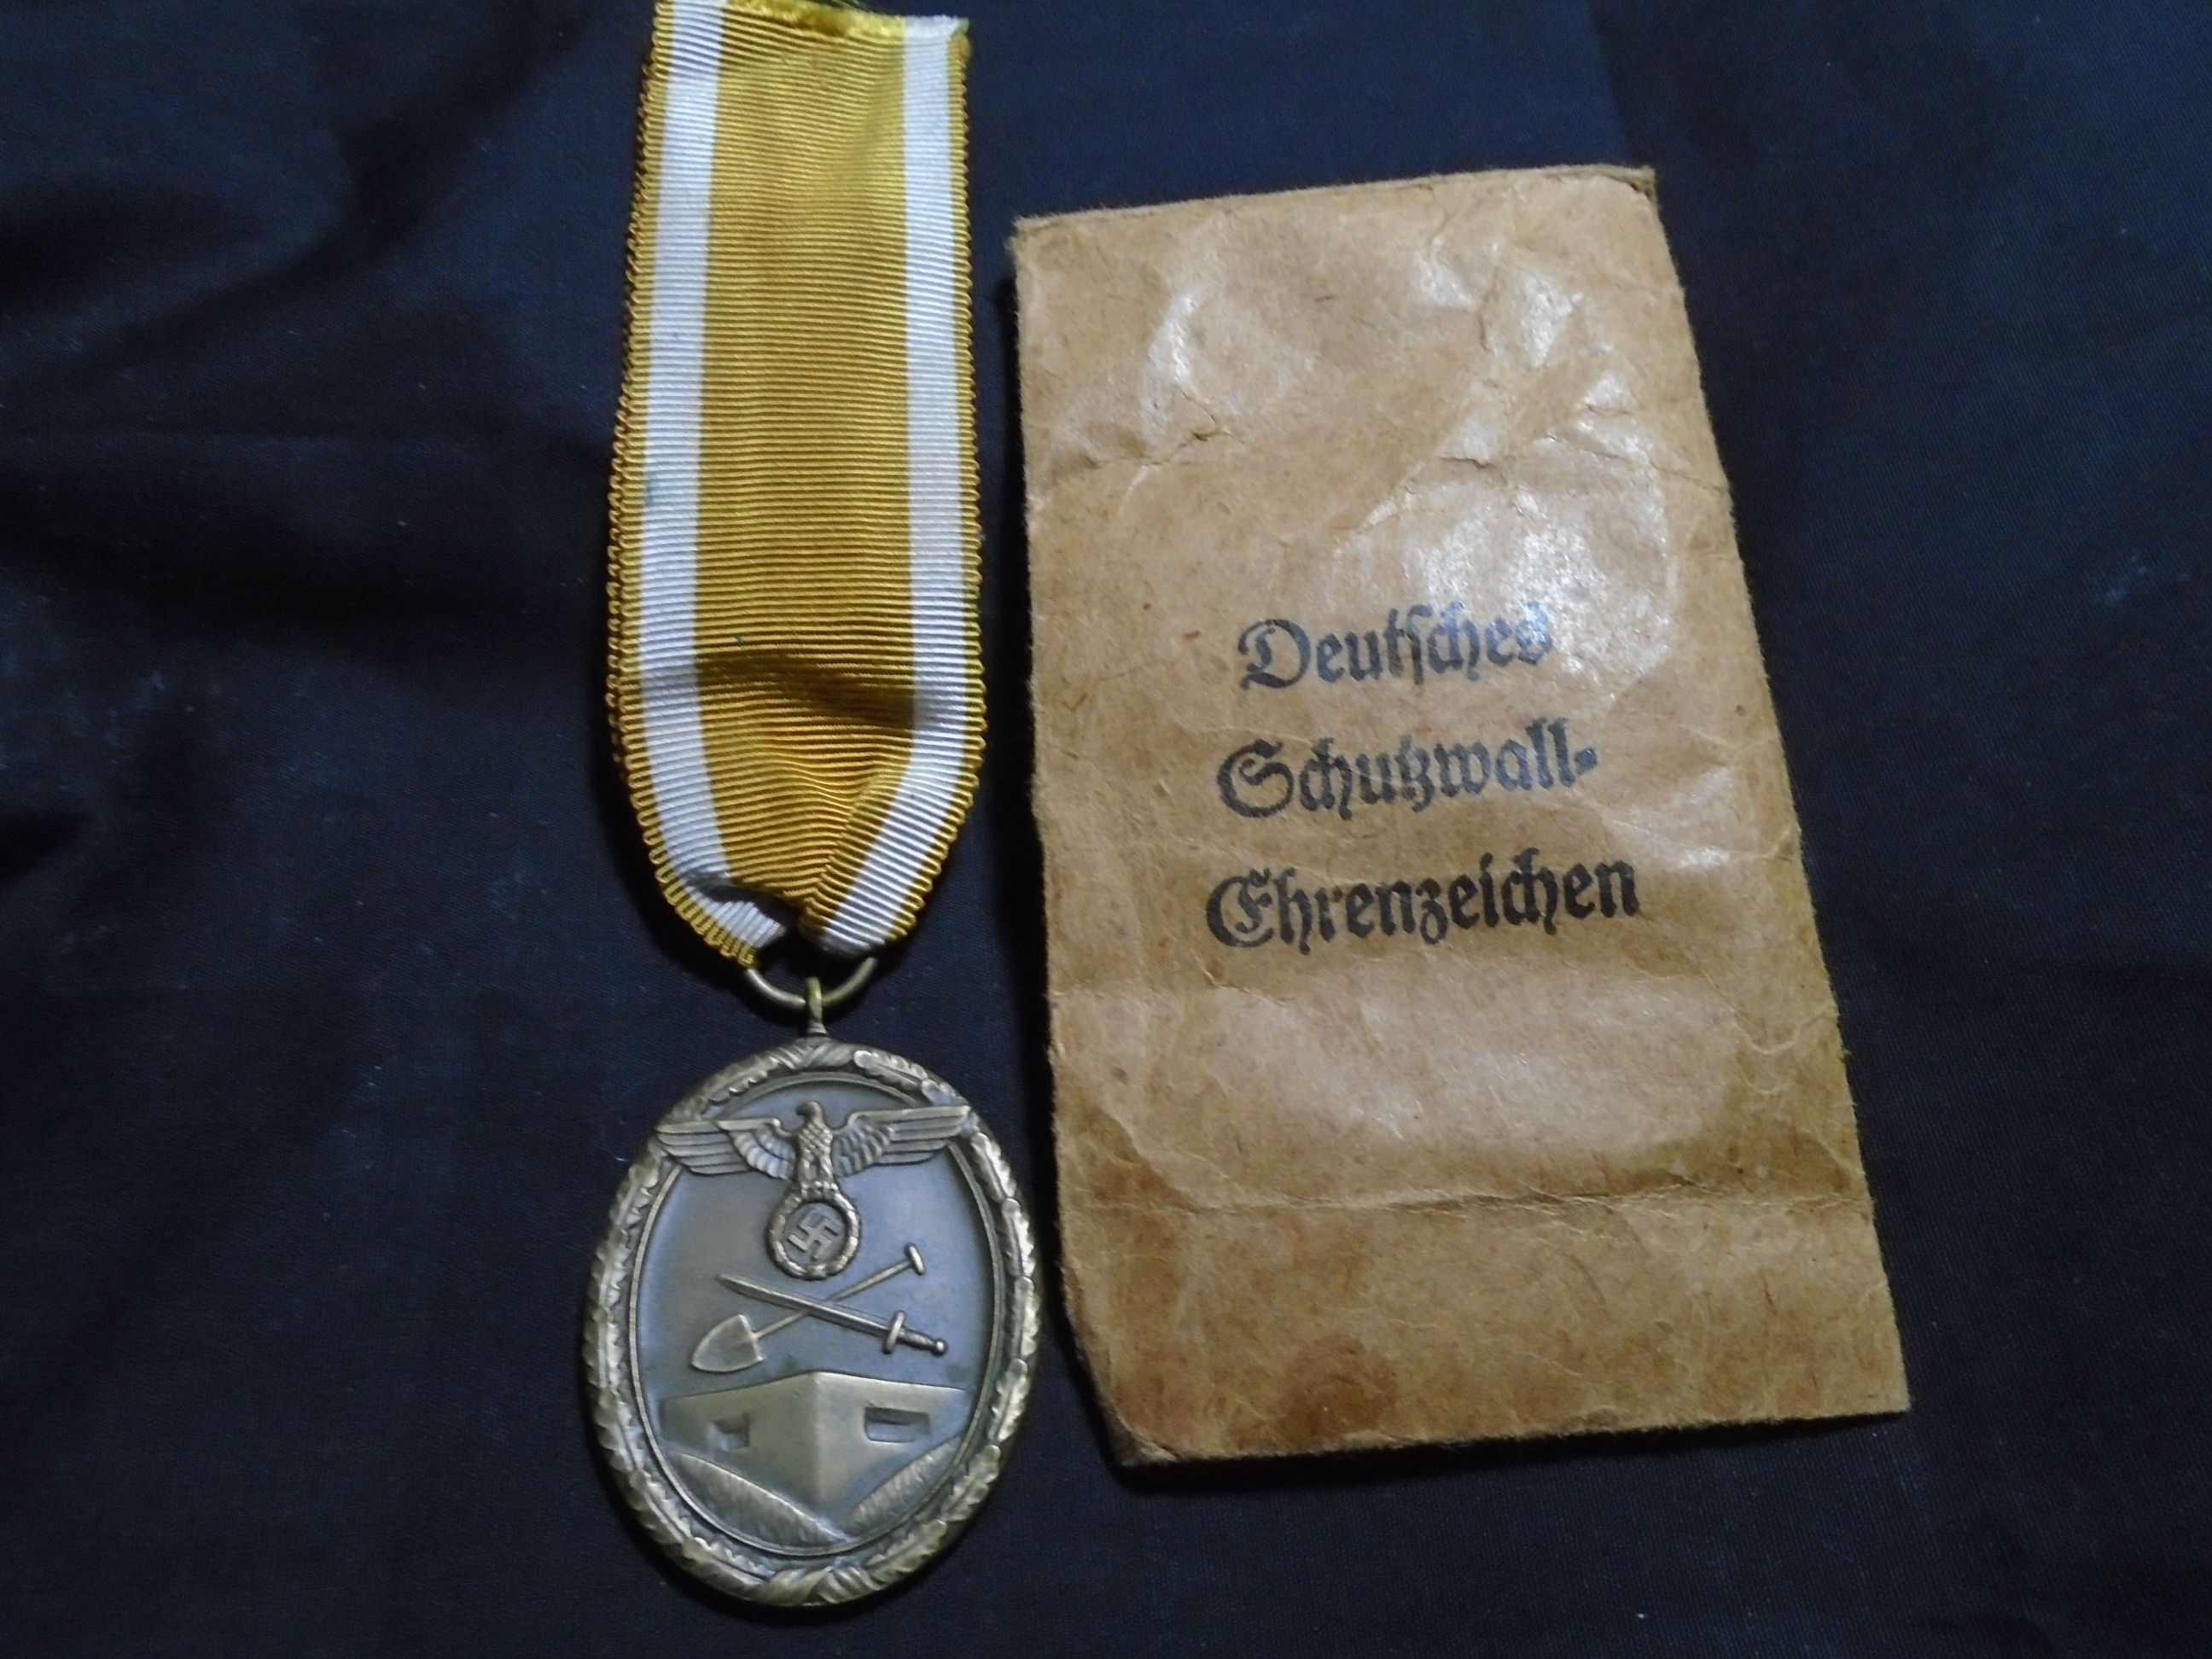 Deutsches
Schutzwall-
Ehrenzeichen